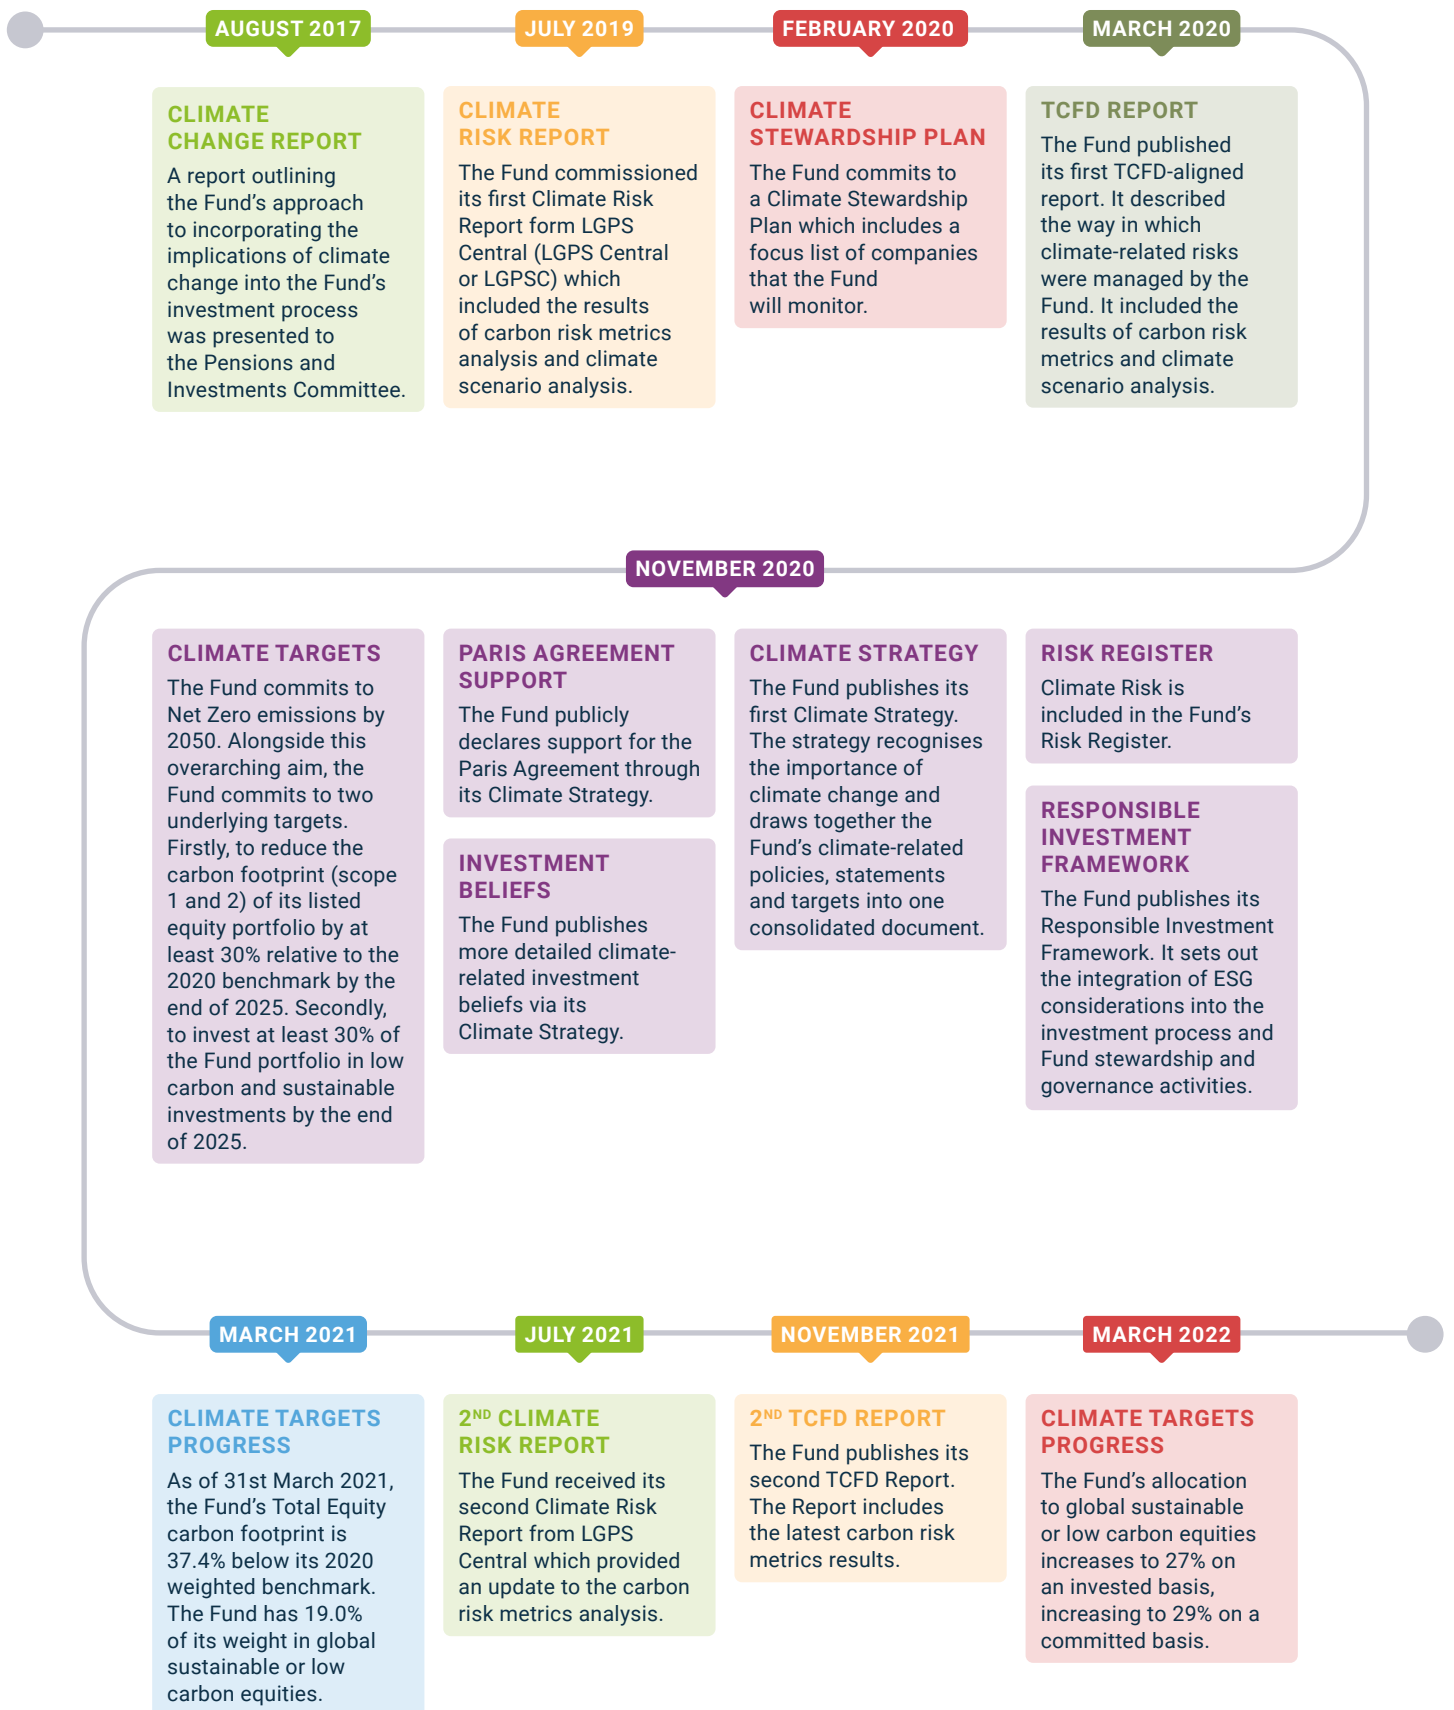 AUGUST 2017
JULY 2019
FEBRUARY 2020
MARCH 2020
CLIMATE
CHANGE REPORT
A report outlining
the Fund's approach
to incorporating the
implications of climate
change into the Fund's
investment process
was presented to
the Pensions and
Investments Committee.
CLIMATE
RISK REPORT
The Fund commissioned
its first Climate Risk
Report form LGPS
Central (LGPS Central
or LGPSC) which
included the results
of carbon risk metrics
analysis and climate
scenario analysis.
CLIMATE
STEWARDSHIP PLAN
The Fund commits to
a Climate Stewardship
Plan which includes a
focus list of companies
that the Fund
will monitor.
TCFD REPORT
The Fund published
its first TCFD-aligned
report. It described
the way in which
climate-related risks
were managed by the
Fund. It included the
results of carbon risk
metrics and climate
scenario analysis.
NOVEMBER 2020
CLIMATE TARGETS
The Fund commits to
Net Zero emissions by
2050. Alongside this
overarching aim, the
Fund commits to two
underlying targets.
Firstly, to reduce the
carbon footprint (scope
1 and 2) of its listed
equity portfolio by at
least 30% relative to the
2020 benchmark by the
end of 2025. Secondly,
to invest at least 30% of
the Fund portfolio in low
carbon and sustainable
investments by the end
of 2025.
PARIS AGREEMENT
SUPPORT
The Fund publicly
declares support for the
Paris Agreement through
its Climate Strategy.
INVESTMENT
BELIEFS
The Fund publishes
more detailed climate-
related investment
beliefs via its
Climate Strategy.
CLIMATE STRATEGY
The Fund publishes its
first Climate Strategy.
The strategy recognises
the importance of
climate change and
draws together the
Fund's climate-related
policies, statements
and targets into one
consolidated document.
RISK REGISTER
Climate Risk is
included in the Fund's
Risk Register.
RESPONSIBLE
INVESTMENT
FRAMEWORK
The Fund publishes its
Responsible Investment
Framework. It sets out
the integration of ESG
considerations into the
investment process and
Fund stewardship and
governance activities.
MARCH 2021
JULY 2021
NOVEMBER 2021
MARCH 2022
CLIMATE TARGETS
PROGRESS
As of 31st March 2021,
the Fund's Total Equity
carbon footprint is
37.4% below its 2020
weighted benchmark.
The Fund has 19.0%
of its weight in global
sustainable or low
carbon equities.
2ND CLIMATE
RISK REPORT
The Fund received its
second Climate Risk
Report from LGPS
Central which provided
an update to the carbon
risk metrics analysis.
2ND TCFD REPORT
The Fund publishes its
second TCFD Report.
The Report includes
the latest carbon risk
metrics results.
CLIMATE TARGETS
PROGRESS
The Fund's allocation
to global sustainable
or low carbon equities
increases to 27% on
an invested basis,
increasing to 29% on a
committed basis.